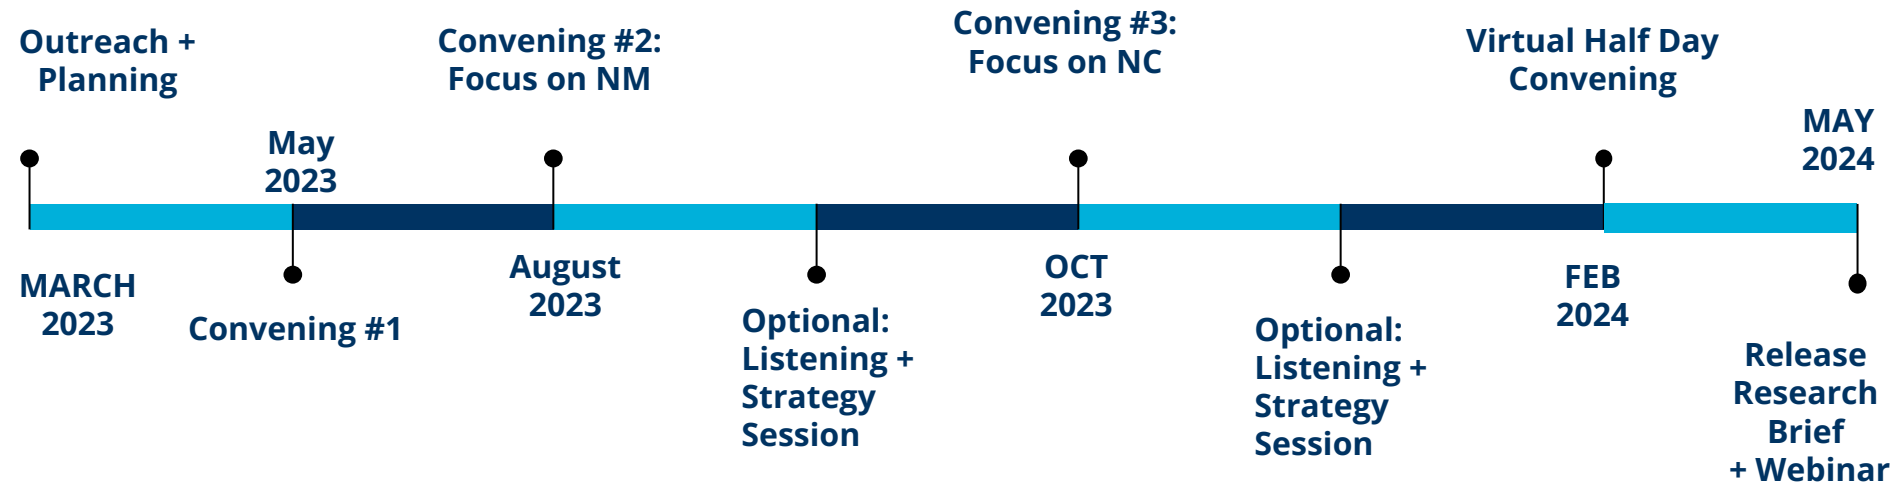 Outreach +
Planning
MARCH
2023
May
2023
Convening #1
Convening #2:
Focus on NM
August
2023
Optional:
Listening +
Strategy
Session
Convening #3:
Focus on NC
OCT
2023
Optional:
Listening +
Strategy
Session
Virtual Half Day
Convening
FEB
2024
MAY
2024
Release
Research
Brief
+ Webinar